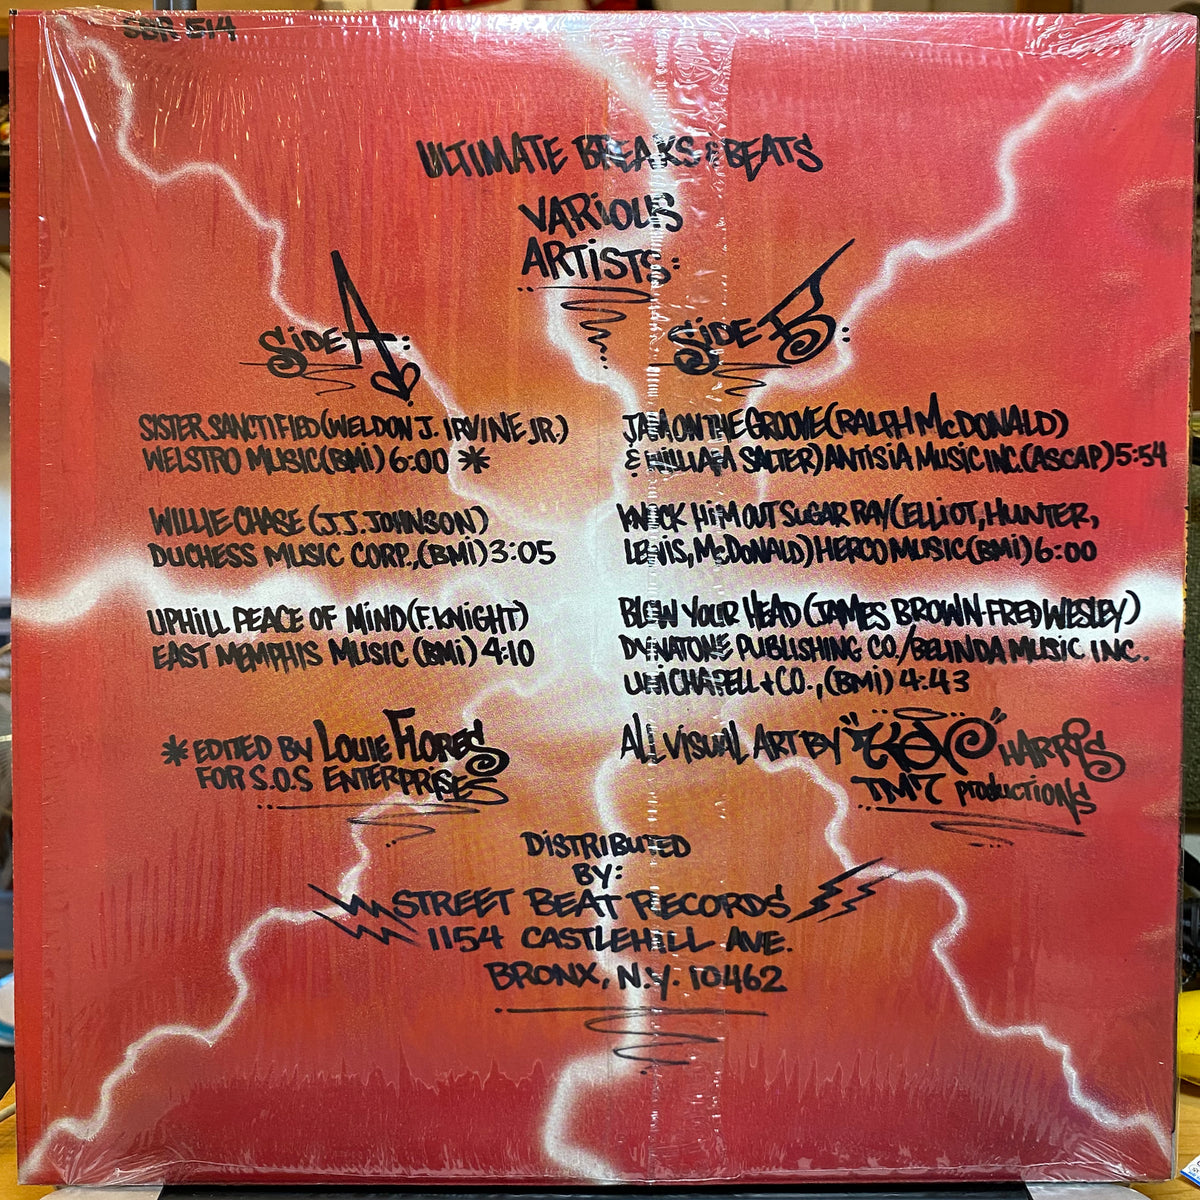 SBR 514
ULTIMATE BREAKS & BEATS
VARIOUS
ARTISTS:
SIDE A:
SISTER SANCTIFIED (WELDON J. IRVINE, JR.)
WELSTRO MUSIC (BMI) 6:00 *
WILLIE CHASE (J.J. JOHNSON)
DUCHESS MUSIC CORP., (BMI) 3:05
UPHILL PEACE OF MIND (F. KNIGHT)
EAST MEMPHIS MUSIC (BMI) 4:10
* EDITED BY LOUIE FLORES
FOR S.O.S ENTERPRISES
SIDE B:
JAM ON THE GROOVE (RALPH McDONALD)
& WILLIAM SALTER) ANTISIA MUSIC INC. (ASCAP) 5:54
KNOCK HIM OUT SUGAR RAY (ELLIOT, HUNTER,
LEWIS, McDONALD) HERCO MUSIC (BMI) 6:00
BLOW YOUR HEAD (JAMES BROWN-FRED WESLEY)
DYNATONE PUBLISHING CO./BELINDA MUSIC INC.
UNICHAPELL + CO., (BMI) 4:43
ALL VISUAL ART BY "KEV" HARRIS
TM7 PRODUCTIONS
DISTRIBUTED
BY:
STREET BEAT RECORDS
1154 CASTLEHILL AVE.
BRONX, N.Y. 10462